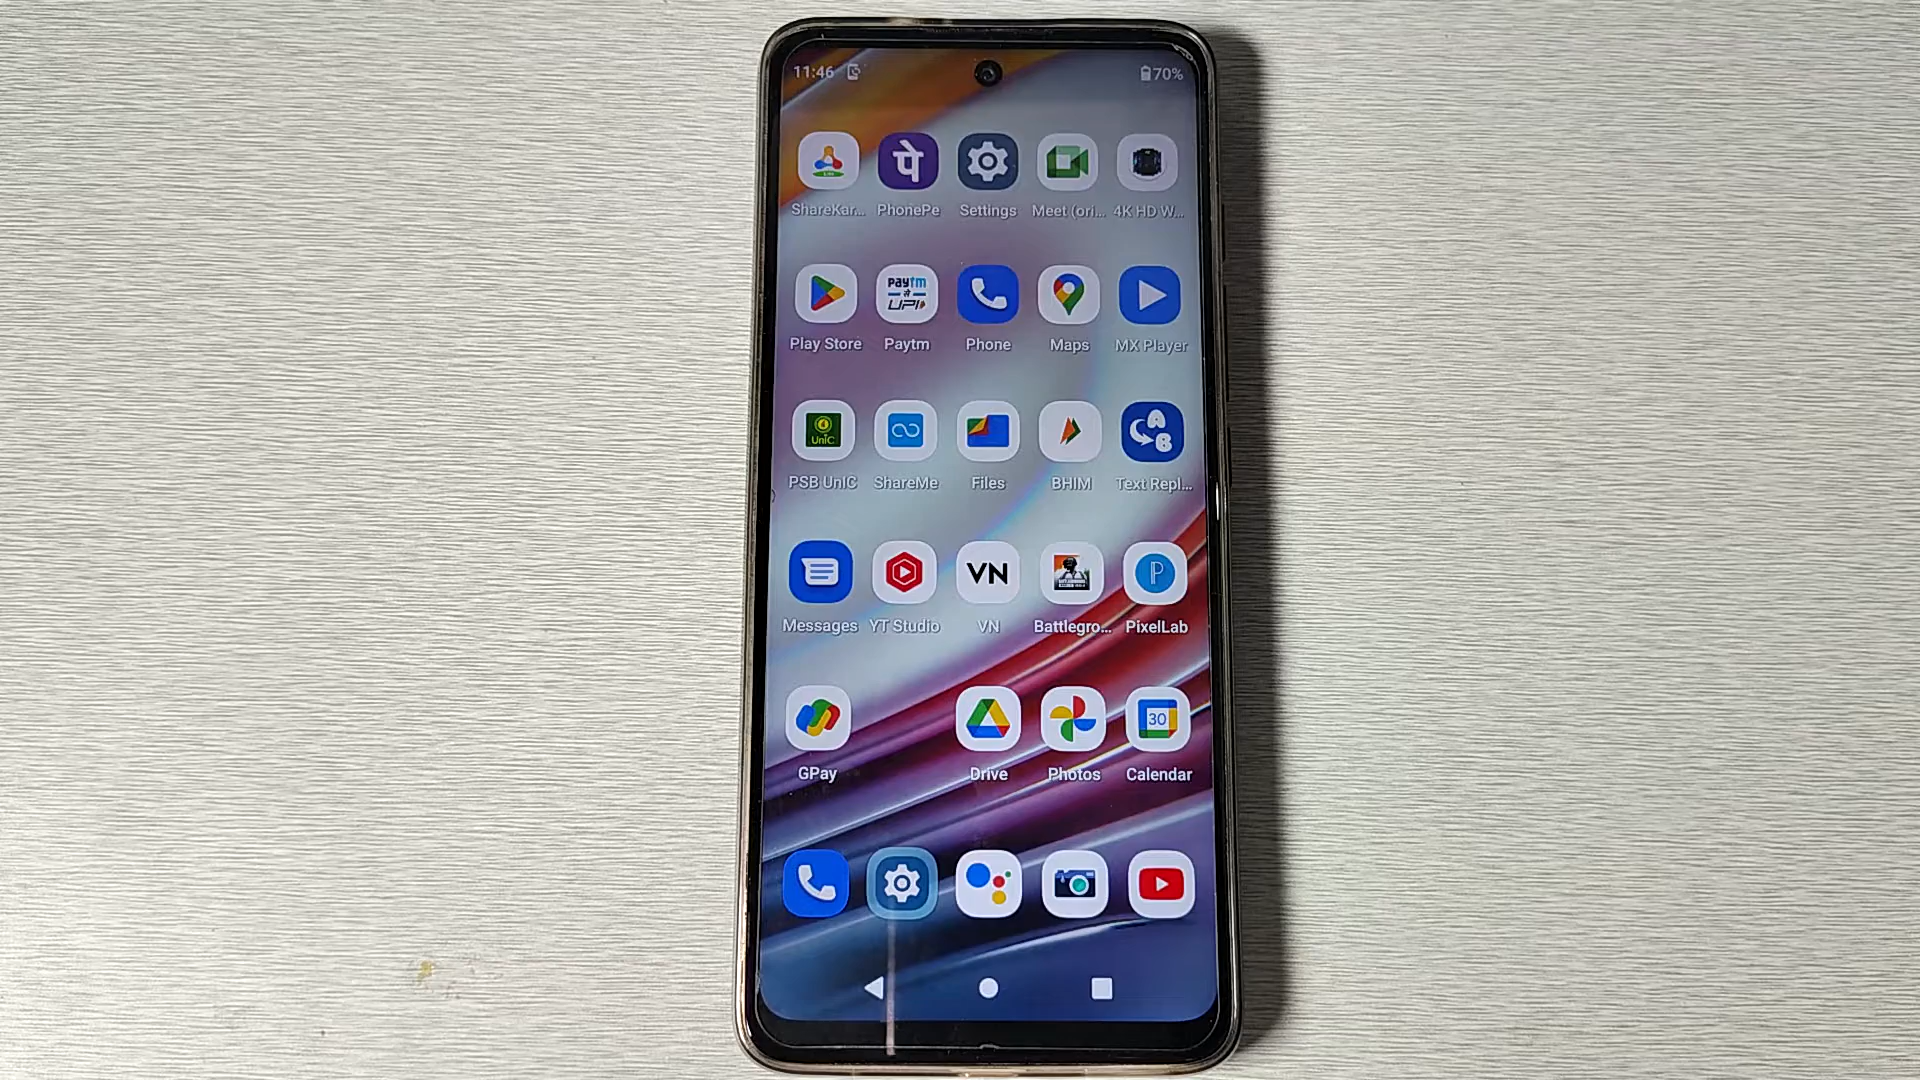 11:46 70%
ShareKar... PhonePe Settings Meet (ori... 4K HD W...
पे
Play Store Paytm Phone Maps MX Player
paytm
से
UPI
PSB UnIC ShareMe Files BHIM Text Repl...
UnIC
A
B
VN
P
Messages YT Studio VN Battlegro... PixelLab
30
GPay Drive Photos Calendar